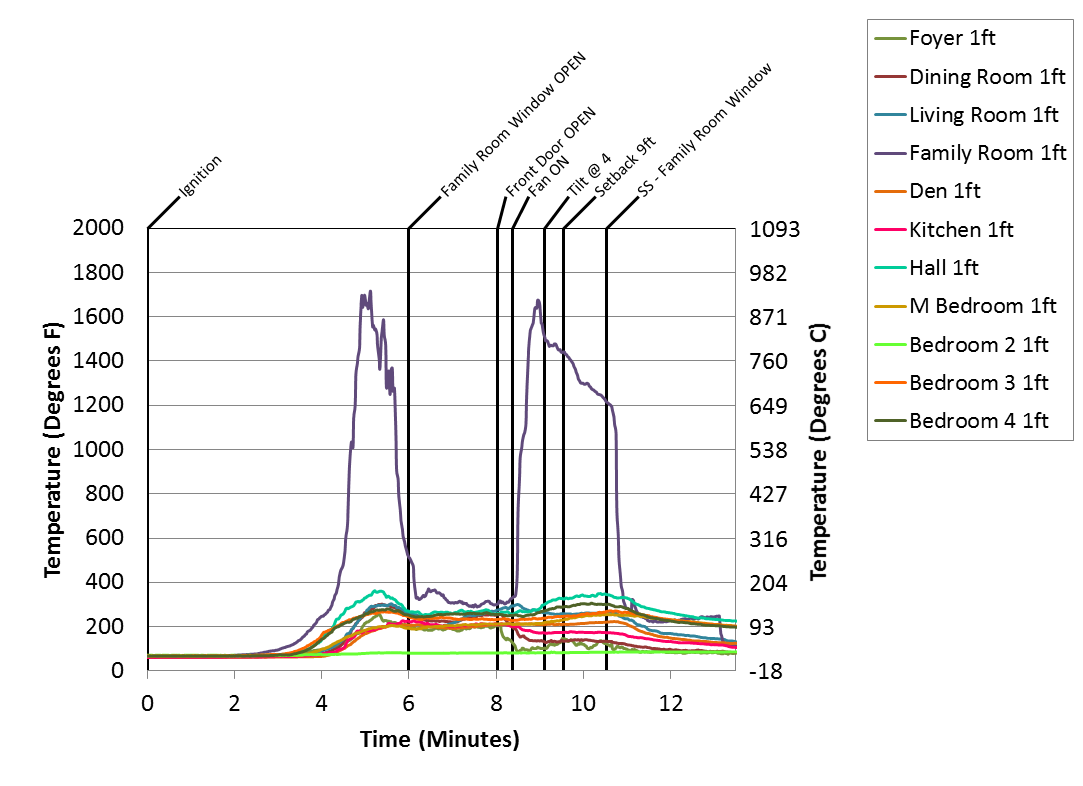 Ignition
Family Room Window OPEN
Front Door OPEN
Fan ON
Tilt @ 4
Setback 9ft
SS - Family Room Window
Foyer 1ft
Dining Room 1ft
Living Room 1ft
Family Room 1ft
Den 1ft
Kitchen 1ft
Hall 1ft
M Bedroom 1ft
Bedroom 2 1ft
Bedroom 3 1ft
Bedroom 4 1ft
Temperature (Degrees F)
2000
1800
1600
1400
1200
1000
800
600
400
200
0
1093
982
871
760
649
538
427
316
204
93
-18
Temperature (Degrees C)
0 2 4 6 8 10 12
Time (Minutes)